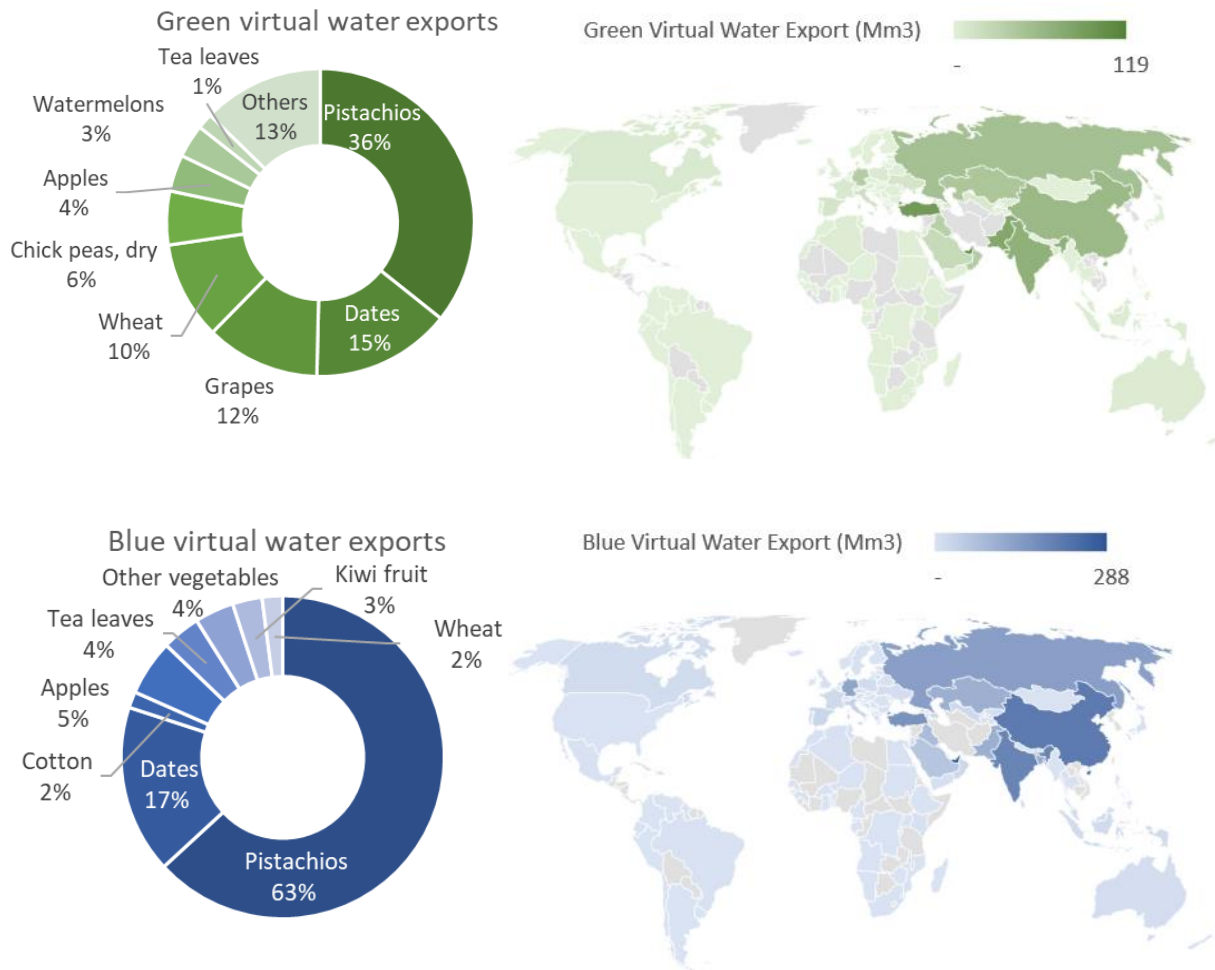 Green virtual water exports
Tea leaves
1%
Watermelons
3%
Others
13%
Pistachios
36%
Apples
4%
Chick peas, dry
6%
Wheat
10%
Dates
15%
Grapes
12%
Green Virtual Water Export (Mm3)
-
119
Blue virtual water exports
Other vegetables
4%
Kiwi fruit
3%
Tea leaves
4%
Wheat
2%
Apples
5%
Cotton
2%
Dates
17%
Pistachios
63%
Blue Virtual Water Export (Mm3)
-
288